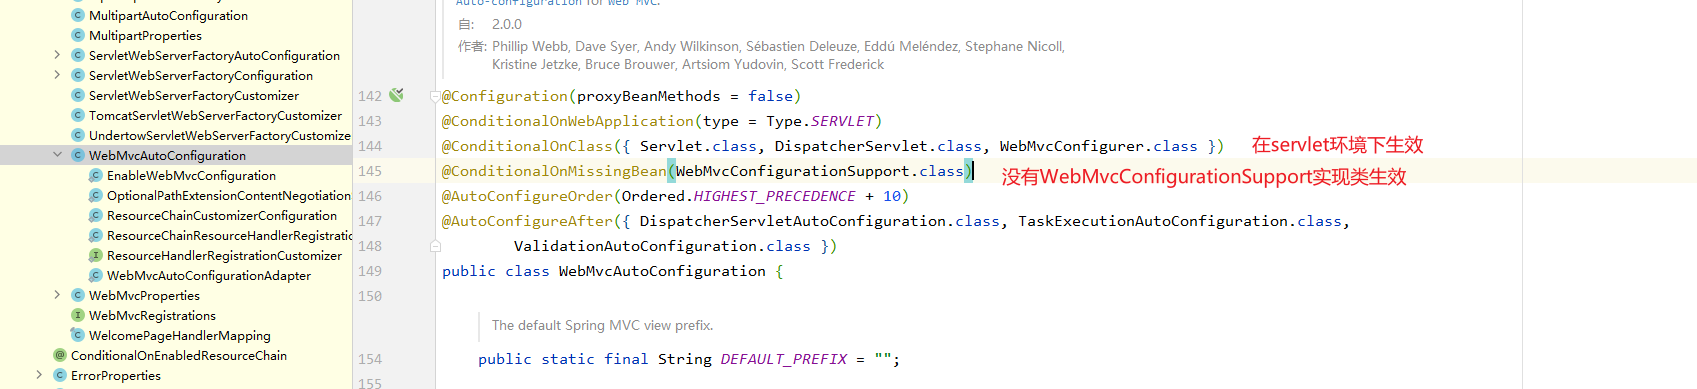 MultipartAutoConfiguration
MultipartProperties
ServletWebServerFactoryAutoConfiguration
ServletWebServerFactoryConfiguration
ServletWebServerFactoryCustomizer
TomcatServletWebServerFactoryCustomizer
UndertowServletWebServerFactoryCustomize
WebMvcAutoConfiguration
EnableWebMvcConfiguration
OptionalPathExtensionContentNegotiation
ResourceChainCustomizerConfiguration
ResourceChainResourceHandlerRegistratio
ResourceHandlerRegistrationCustomizer
WebMvcAutoConfigurationAdapter
WebMvcProperties
WebMvcRegistrations
WelcomePageHandlerMapping
ConditionalOnEnabledResourceChain
ErrorProperties
Auto-configuration for Web MVC.
自: 2.0.0
作者: Phillip Webb, Dave Syer, Andy Wilkinson, Sébastien Deleuze, Eddú Meléndez, Stephane Nicoll,
Kristine Jetzke, Bruce Brouwer, Artsiom Yudovin, Scott Frederick
142 @Configuration(proxyBeanMethods = false)
143 @ConditionalOnWebApplication(type = Type.SERVLET)
144 @ConditionalOnClass({ Servlet.class, DispatcherServlet.class, WebMvcConfigurer.class }) 在servlet环境下生效
145 @ConditionalOnMissingBean(WebMvcConfigurationSupport.class) 没有WebMvcConfigurationSupport实现类生效
146 @AutoConfigureOrder(Ordered.HIGHEST_PRECEDENCE + 10)
147 @AutoConfigureAfter({ DispatcherServletAutoConfiguration.class, TaskExecutionAutoConfiguration.class,
148 ValidationAutoConfiguration.class })
149 public class WebMvcAutoConfiguration {
150
The default Spring MVC view prefix.
154 public static final String DEFAULT_PREFIX = "";
155